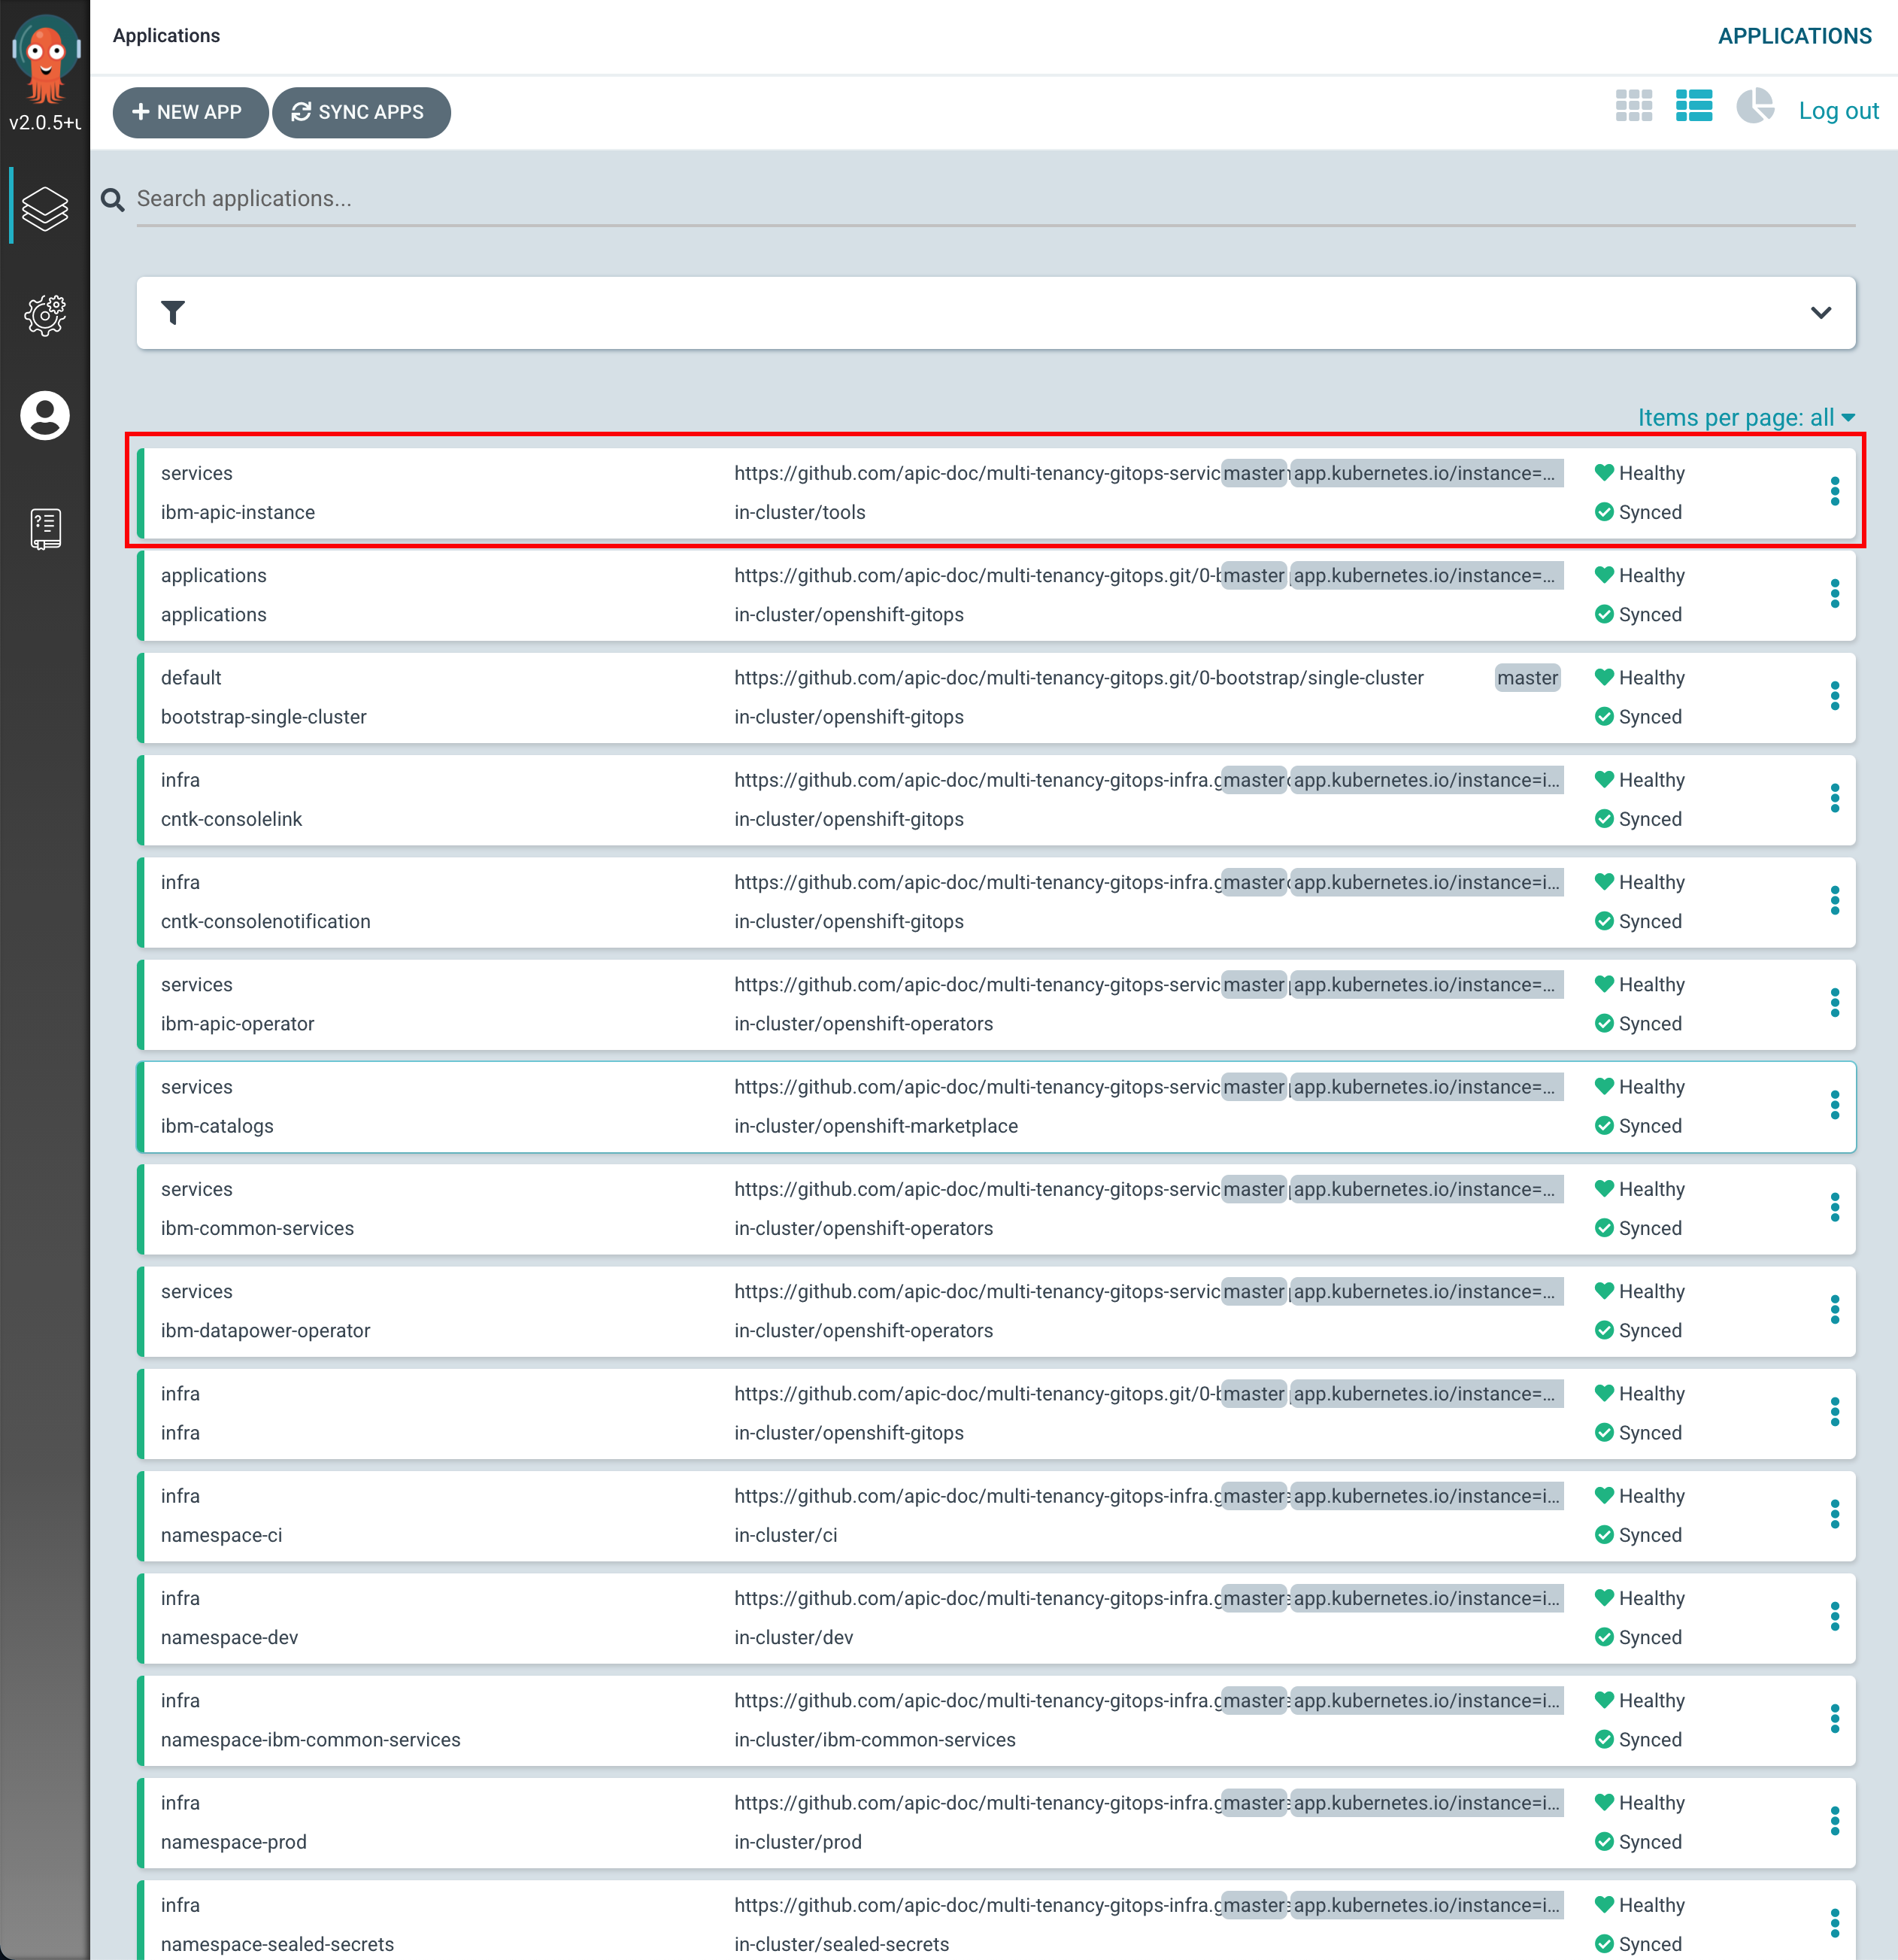 Applications
APPLICATIONS
v2.0.5+u
NEW APP
SYNC APPS
Log out
Search applications...
Items per page: all
services https://github.com/apic-doc/multi-tenancy-gitops-servic master app.kubernetes.io/instance=... Healthy
ibm-apic-instance in-cluster/tools Synced
applications https://github.com/apic-doc/multi-tenancy-gitops.git/0-b master app.kubernetes.io/instance=... Healthy
applications in-cluster/openshift-gitops Synced
default https://github.com/apic-doc/multi-tenancy-gitops.git/0-bootstrap/single-cluster master Healthy
bootstrap-single-cluster in-cluster/openshift-gitops Synced
infra https://github.com/apic-doc/multi-tenancy-gitops-infra.g master app.kubernetes.io/instance=i... Healthy
cntk-consolelink in-cluster/openshift-gitops Synced
infra https://github.com/apic-doc/multi-tenancy-gitops-infra.g master app.kubernetes.io/instance=i... Healthy
cntk-consolenotification in-cluster/openshift-gitops Synced
services https://github.com/apic-doc/multi-tenancy-gitops-servic master app.kubernetes.io/instance=... Healthy
ibm-apic-operator in-cluster/openshift-operators Synced
services https://github.com/apic-doc/multi-tenancy-gitops-servic master app.kubernetes.io/instance=... Healthy
ibm-catalogs in-cluster/openshift-marketplace Synced
services https://github.com/apic-doc/multi-tenancy-gitops-servic master app.kubernetes.io/instance=... Healthy
ibm-common-services in-cluster/openshift-operators Synced
services https://github.com/apic-doc/multi-tenancy-gitops-servic master app.kubernetes.io/instance=... Healthy
ibm-datapower-operator in-cluster/openshift-operators Synced
infra https://github.com/apic-doc/multi-tenancy-gitops.git/0-b master app.kubernetes.io/instance=... Healthy
infra in-cluster/openshift-gitops Synced
infra https://github.com/apic-doc/multi-tenancy-gitops-infra.g master app.kubernetes.io/instance=i... Healthy
namespace-ci in-cluster/ci Synced
infra https://github.com/apic-doc/multi-tenancy-gitops-infra.g master app.kubernetes.io/instance=i... Healthy
namespace-dev in-cluster/dev Synced
infra https://github.com/apic-doc/multi-tenancy-gitops-infra.g master app.kubernetes.io/instance=i... Healthy
namespace-ibm-common-services in-cluster/ibm-common-services Synced
infra https://github.com/apic-doc/multi-tenancy-gitops-infra.g master app.kubernetes.io/instance=i... Healthy
namespace-prod in-cluster/prod Synced
infra https://github.com/apic-doc/multi-tenancy-gitops-infra.g master app.kubernetes.io/instance=i... Healthy
namespace-sealed-secrets in-cluster/sealed-secrets Synced